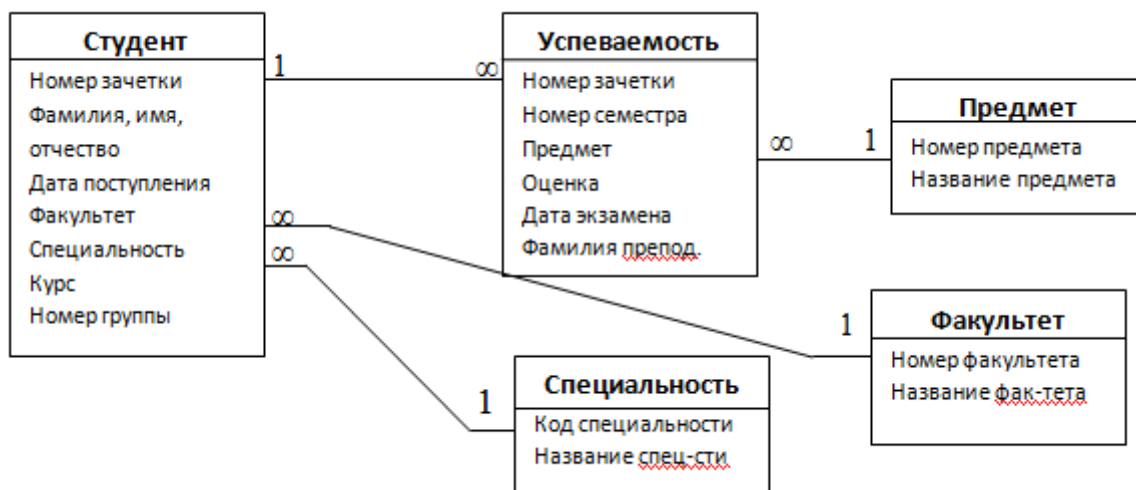 Студент
Номер зачетки
Фамилия, имя,
отчество
Дата поступления
Факультет
Специальность
Курс
Номер группы
1
∞
Успеваемость
Номер зачетки
Номер семестра
Предмет
Оценка
Дата экзамена
Фамилия препод.
∞
1
Предмет
Номер предмета
Название предмета
∞
1
Факультет
Номер факультета
Название фак-тета
∞
1
Специальность
Код специальности
Название спец-сти